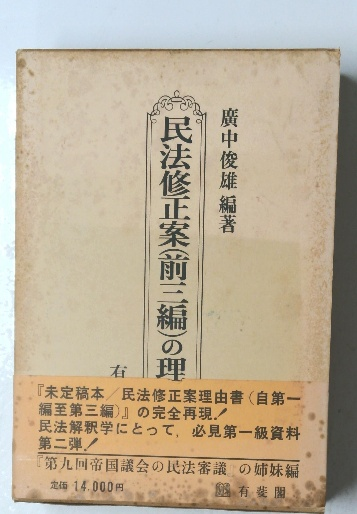 廣中俊雄編著
民法修正案(前三編)の理
有
『未定稿本／民法修正案理由書(自第一
編至第三編)』の完全再現！
民法解釈学にとって，必見第一級資料
第二弾！
『第九回帝国議会の民法審議』の姉妹編
定価 14,000円
有斐閣